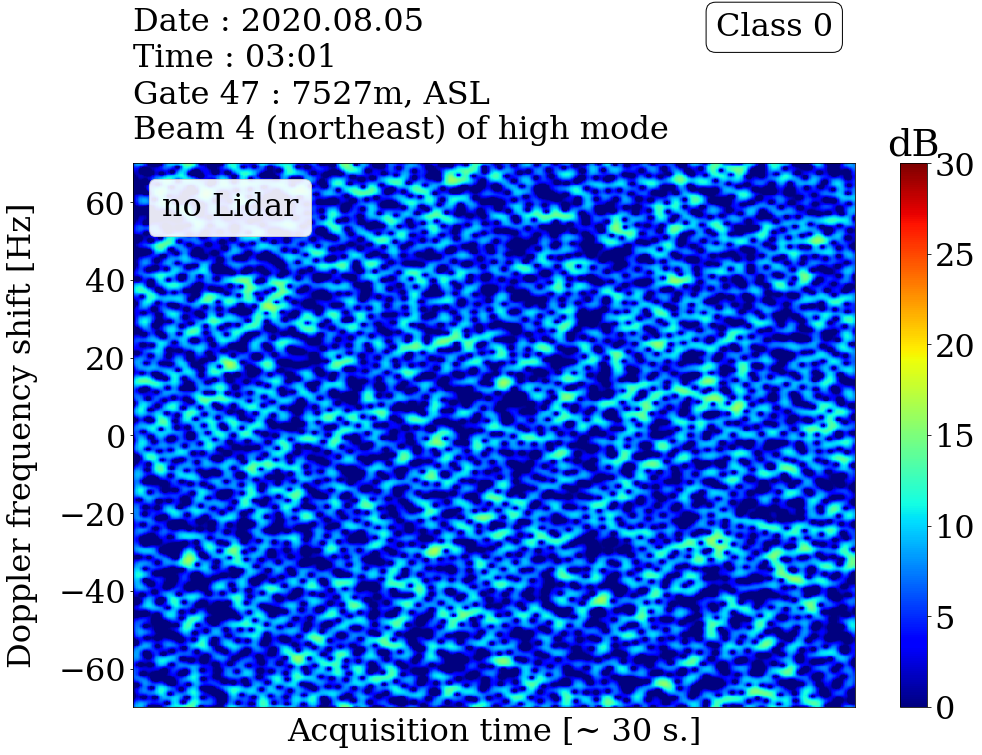 Date : 2020.08.05
Time : 03:01
Gate 47 : 7527m, ASL
Beam 4 (northeast) of high mode
Class 0
dB
no Lidar
Doppler frequency shift [Hz]
60
40
20
0
−20
−40
−60
Acquisition time [~ 30 s.]
30
25
20
15
10
5
0